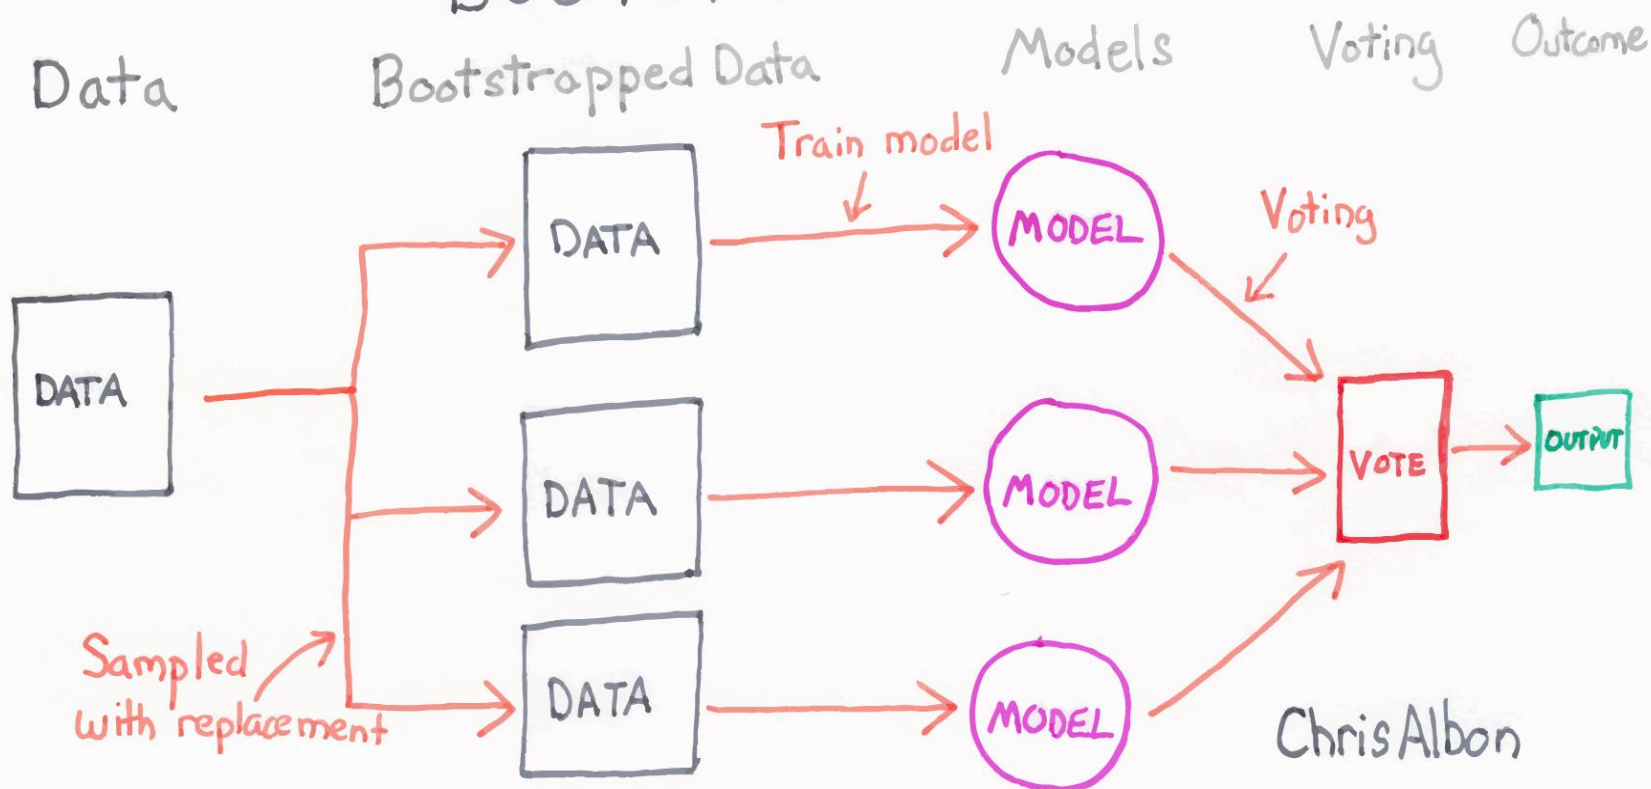 Data
Bootstrapped Data
Models
Voting
Outcome
Train model
Voting
DATA
DATA
MODEL
DATA
MODEL
VOTE
OUTPUT
DATA
MODEL
Sampled
with replacement
Chris Albon